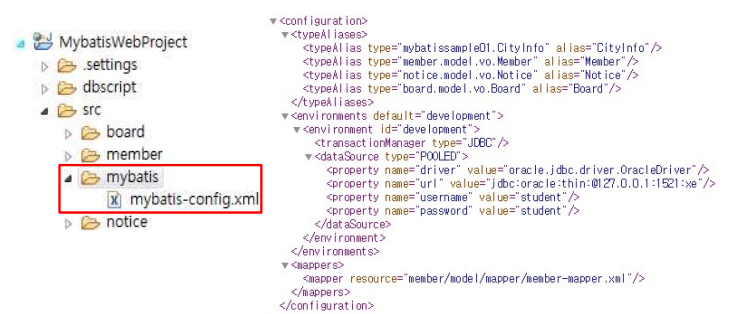 MybatisWebProject
.settings
dbscript
src
board
member
mybatis
mybatis-config.xml
notice
<configuration>
<typeAliases>
<typeAlias type="mybatissample01.CityInfo" alias="CityInfo"/>
<typeAlias type="member.model.vo.Member" alias="Member"/>
<typeAlias type="notice.model.vo.Notice" alias="Notice"/>
<typeAlias type="board.model.vo.Board" alias="Board"/>
</typeAliases>
<environments default="development">
<environment id="development">
<transactionManager type="JDBC"/>
<dataSource type="POOLED">
<property name="driver" value="oracle.jdbc.driver.OracleDriver"/>
<property name="url" value="jdbc:oracle:thin:@127.0.0.1:1521:xe"/>
<property name="username" value="student"/>
<property name="password" value="student"/>
</dataSource>
</environment>
</environments>
<mappers>
<mapper resource="member/model/mapper/member-mapper.xml"/>
</mappers>
</configuration>